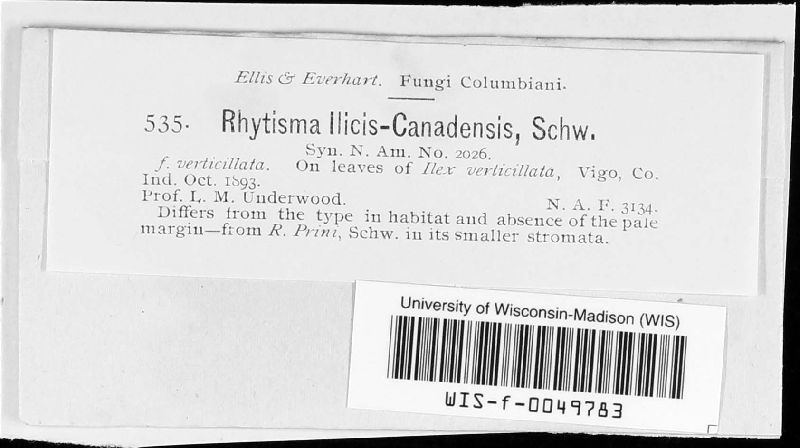 Ellis & Everhart. Fungi Columbiani.
535. Rhytisma Ilicis-Canadensis, Schw.
Syn. N. Am. No. 2026.
f. verticillata. On leaves of Ilex verticillata, Vigo, Co.
Ind. Oct. 1893.
Prof. L. M. Underwood. N. A. F. 3134.
Differs from the type in habitat and absence of the pale
margin—from R. Prini, Schw. in its smaller stromata.
University of Wisconsin-Madison (WIS)
WIS-f-0049783